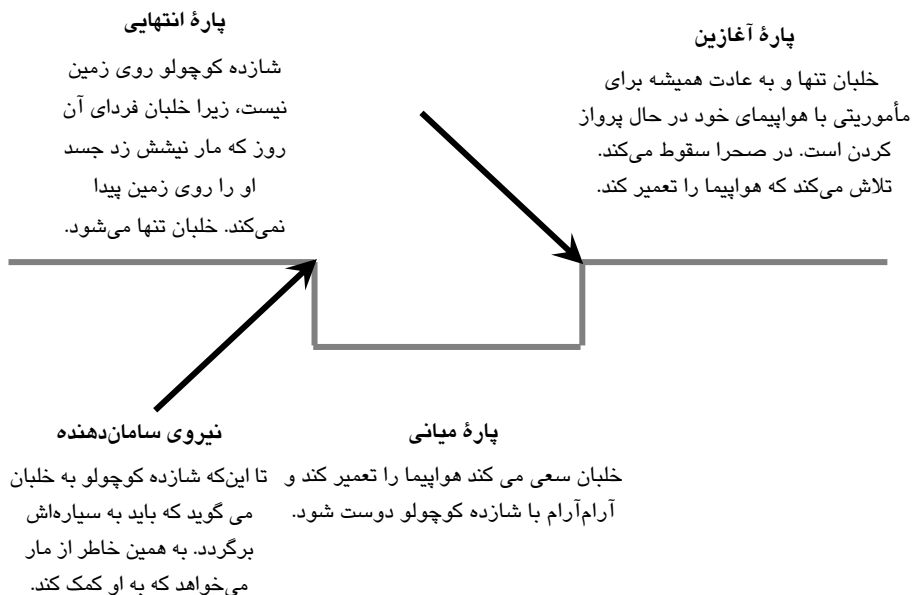 پارهٔ آغازین
خلبان تنها و به عادت همیشه برای
مأموریتی با هواپیمای خود در حال پرواز
کردن است. در صحرا سقوط می‌کند.
تلاش می‌کند که هواپیما را تعمیر کند.
پارهٔ انتهایی
شازده کوچولو روی زمین
نیست، زیرا خلبان فردای آن
روز که مار نیشش زد جسد
او را روی زمین پیدا
نمی‌کند. خلبان تنها می‌شود.
پارهٔ میانی
خلبان سعی می کند هواپیما را تعمیر کند و
آرام‌آرام با شازده کوچولو دوست شود.
نیروی سامان‌دهنده
تا این‌که شازده کوچولو به خلبان
می گوید که باید به سیاره‌اش
برگردد. به همین خاطر از مار
می‌خواهد که به او کمک کند.